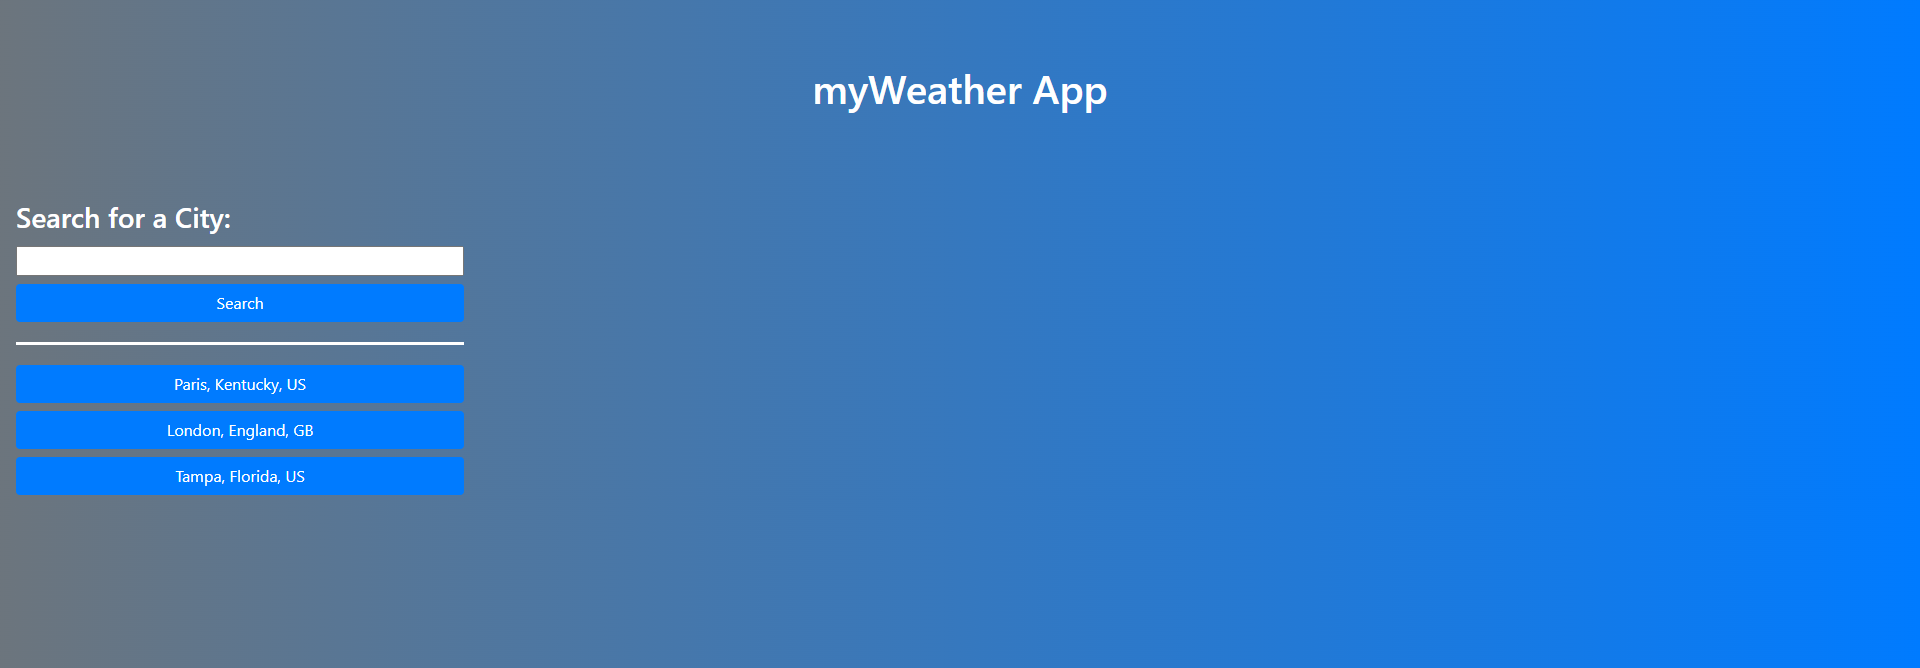 myWeather App
Search for a City:
Search
Paris, Kentucky, US
London, England, GB
Tampa, Florida, US